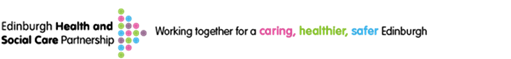 Edinburgh Health and
Social Care Partnership
Working together for a caring, healthier, safer Edinburgh